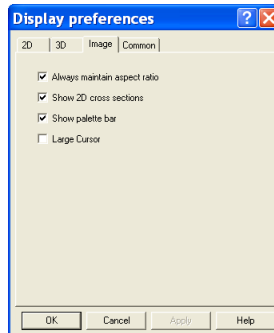 Display preferences
2D 3D Image Common
Always maintain aspect ratio
Show 2D cross sections
Show palette bar
Large Cursor
OK Cancel Apply Help